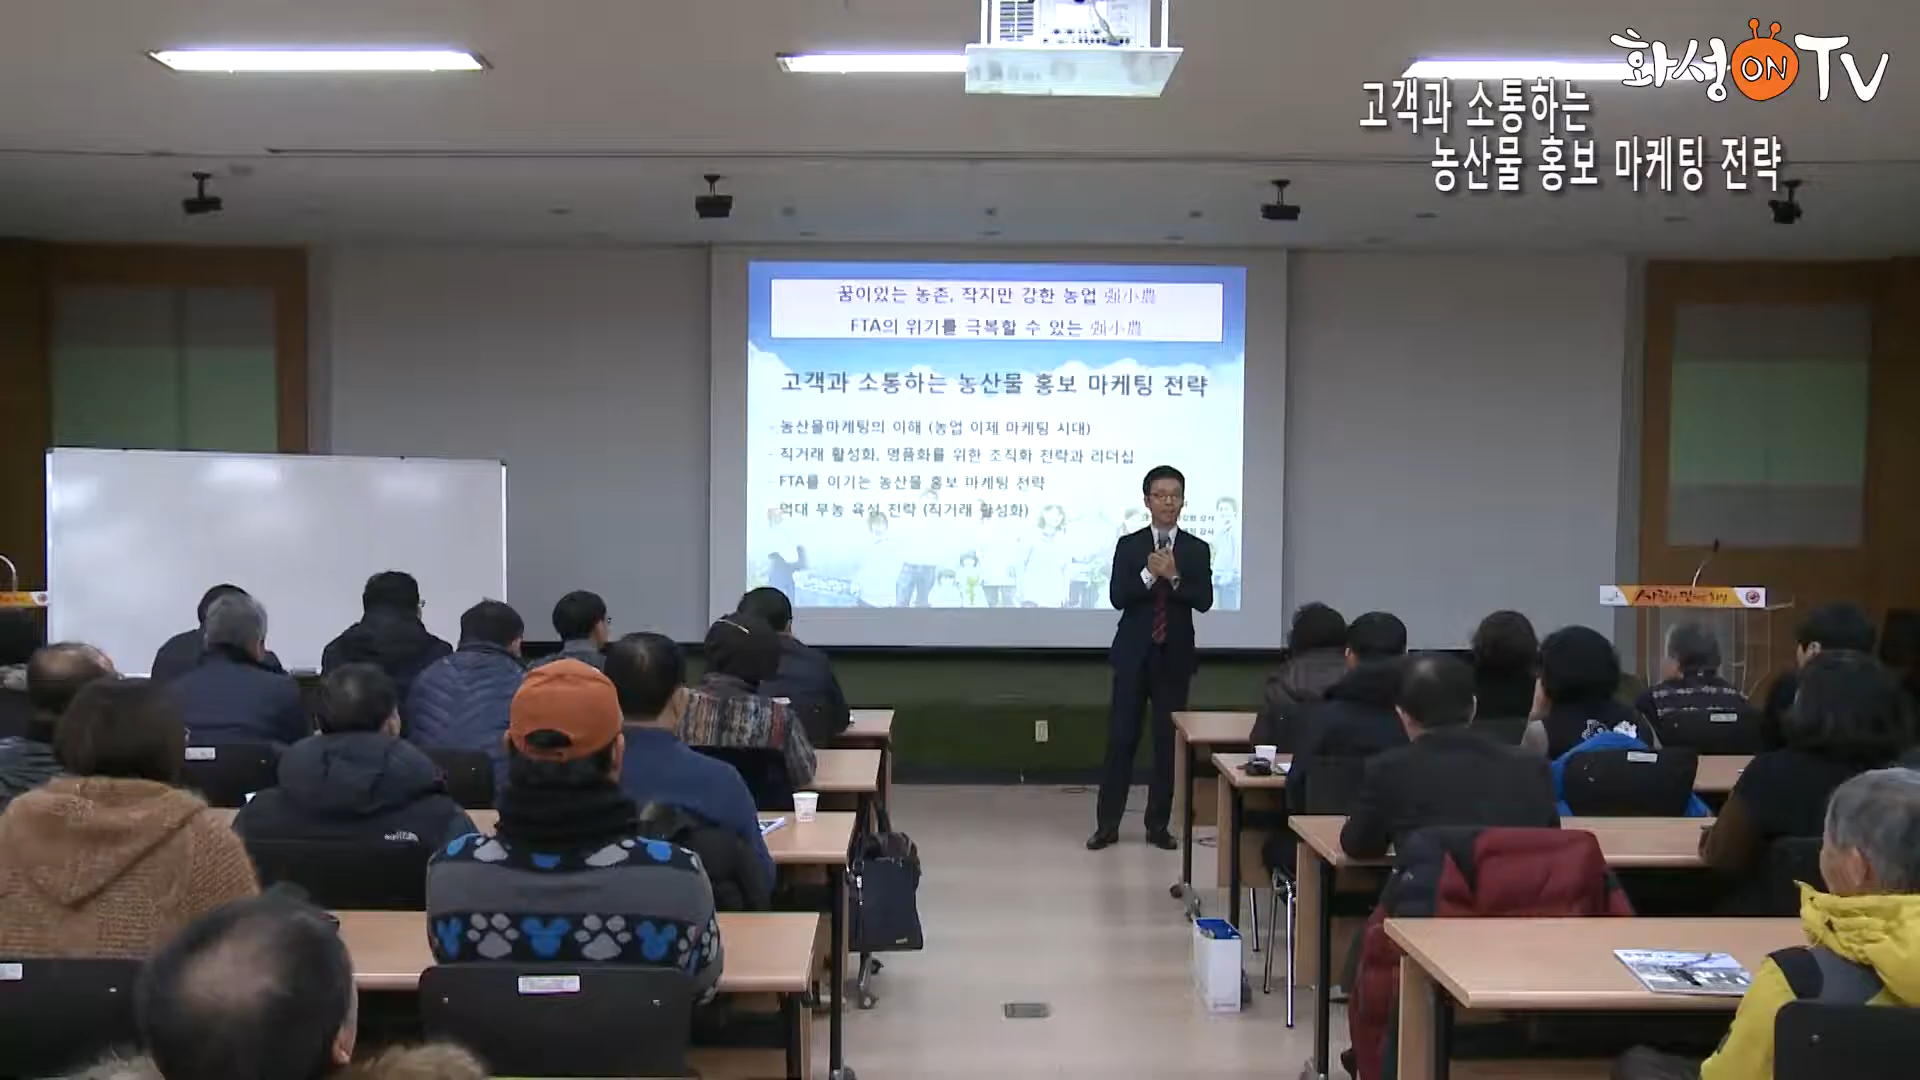 화성ONTV
고객과 소통하는
농산물 홍보 마케팅 전략
꿈이있는 농촌, 작지만 강한 농업 强小農
FTA의 위기를 극복할 수 있는 强小農
고객과 소통하는 농산물 홍보 마케팅 전략
- 농산물마케팅의 이해 (농업 이제 마케팅 시대)
- 직거래 활성화, 명품화를 위한 조직화 전략과 리더십
- FTA를 이기는 농산물 홍보 마케팅 전략
- 억대 부농 육성 전략 (직거래 활성화)
강사
강사